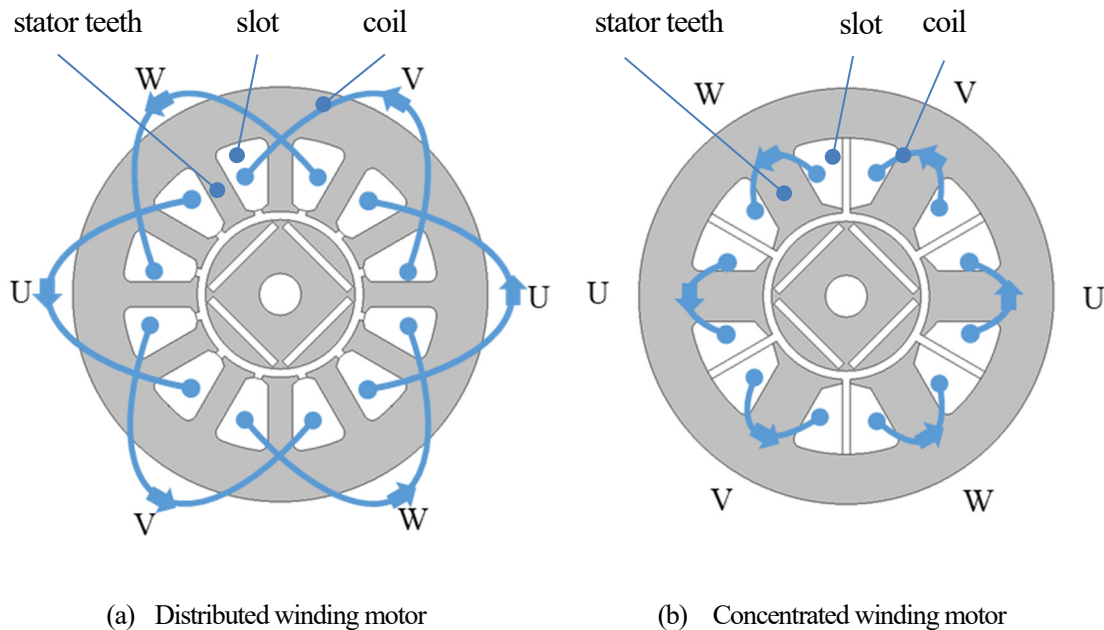 stator teeth slot coil
W V
U U
V W
(a) Distributed winding motor
stator teeth slot coil
W V
U U
V W
(b) Concentrated winding motor